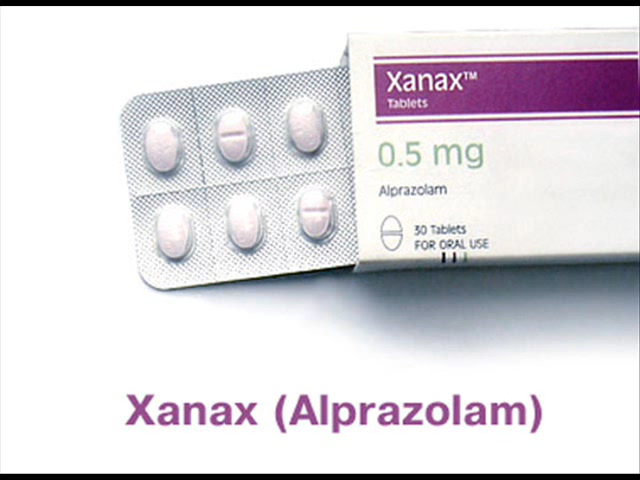 Xanax™
Tablets
0.5 mg
Alprazolam
30 Tablets
FOR ORAL USE
Xanax (Alprazolam)